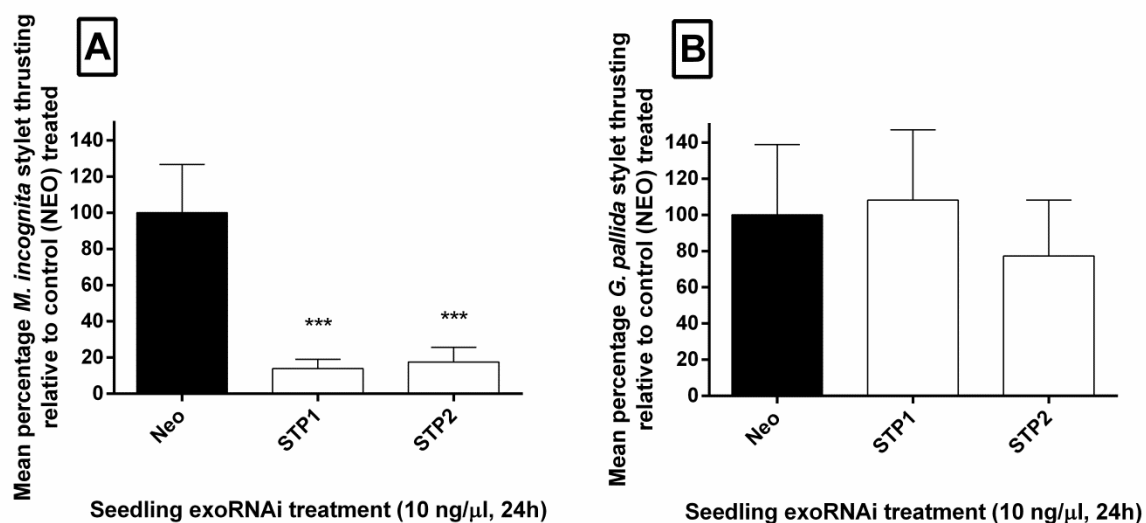 A
Mean percentage M. incognita stylet thrusting
relative to control (NEO) treated
140
120
100
80
60
40
20
0
***
***
Neo
STP1
STP2
Seedling exoRNAi treatment (10 ng/μl, 24h)
B
Mean percentage G. pallida stylet thrusting
relative to control (NEO) treated
140
120
100
80
60
40
20
0
Neo
STP1
STP2
Seedling exoRNAi treatment (10 ng/μl, 24h)